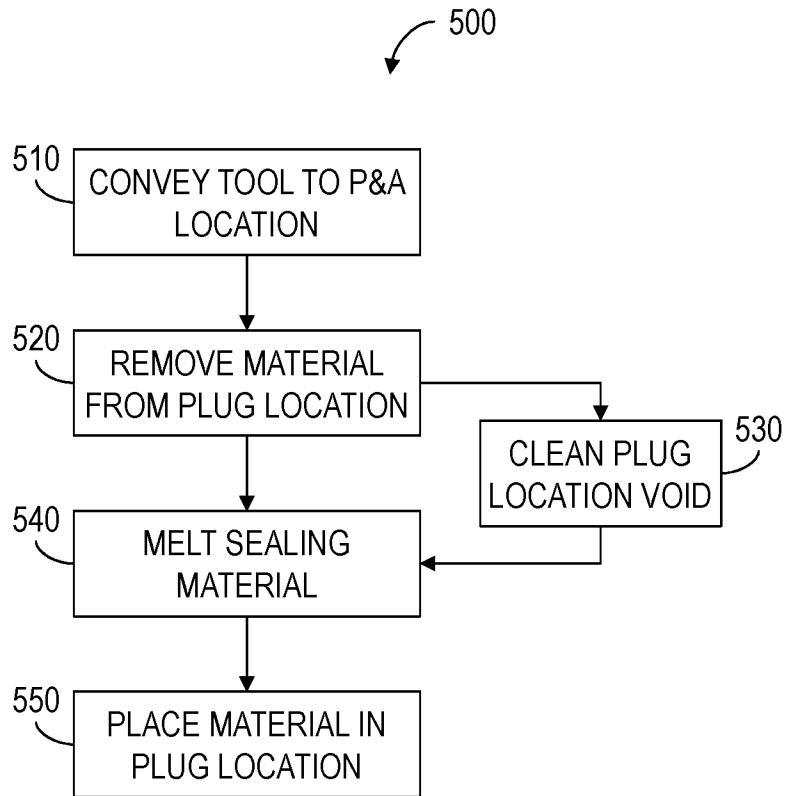 500
510
CONVEY TOOL TO P&A
LOCATION
520
REMOVE MATERIAL
FROM PLUG LOCATION
530
CLEAN PLUG
LOCATION VOID
540
MELT SEALING
MATERIAL
550
PLACE MATERIAL IN
PLUG LOCATION